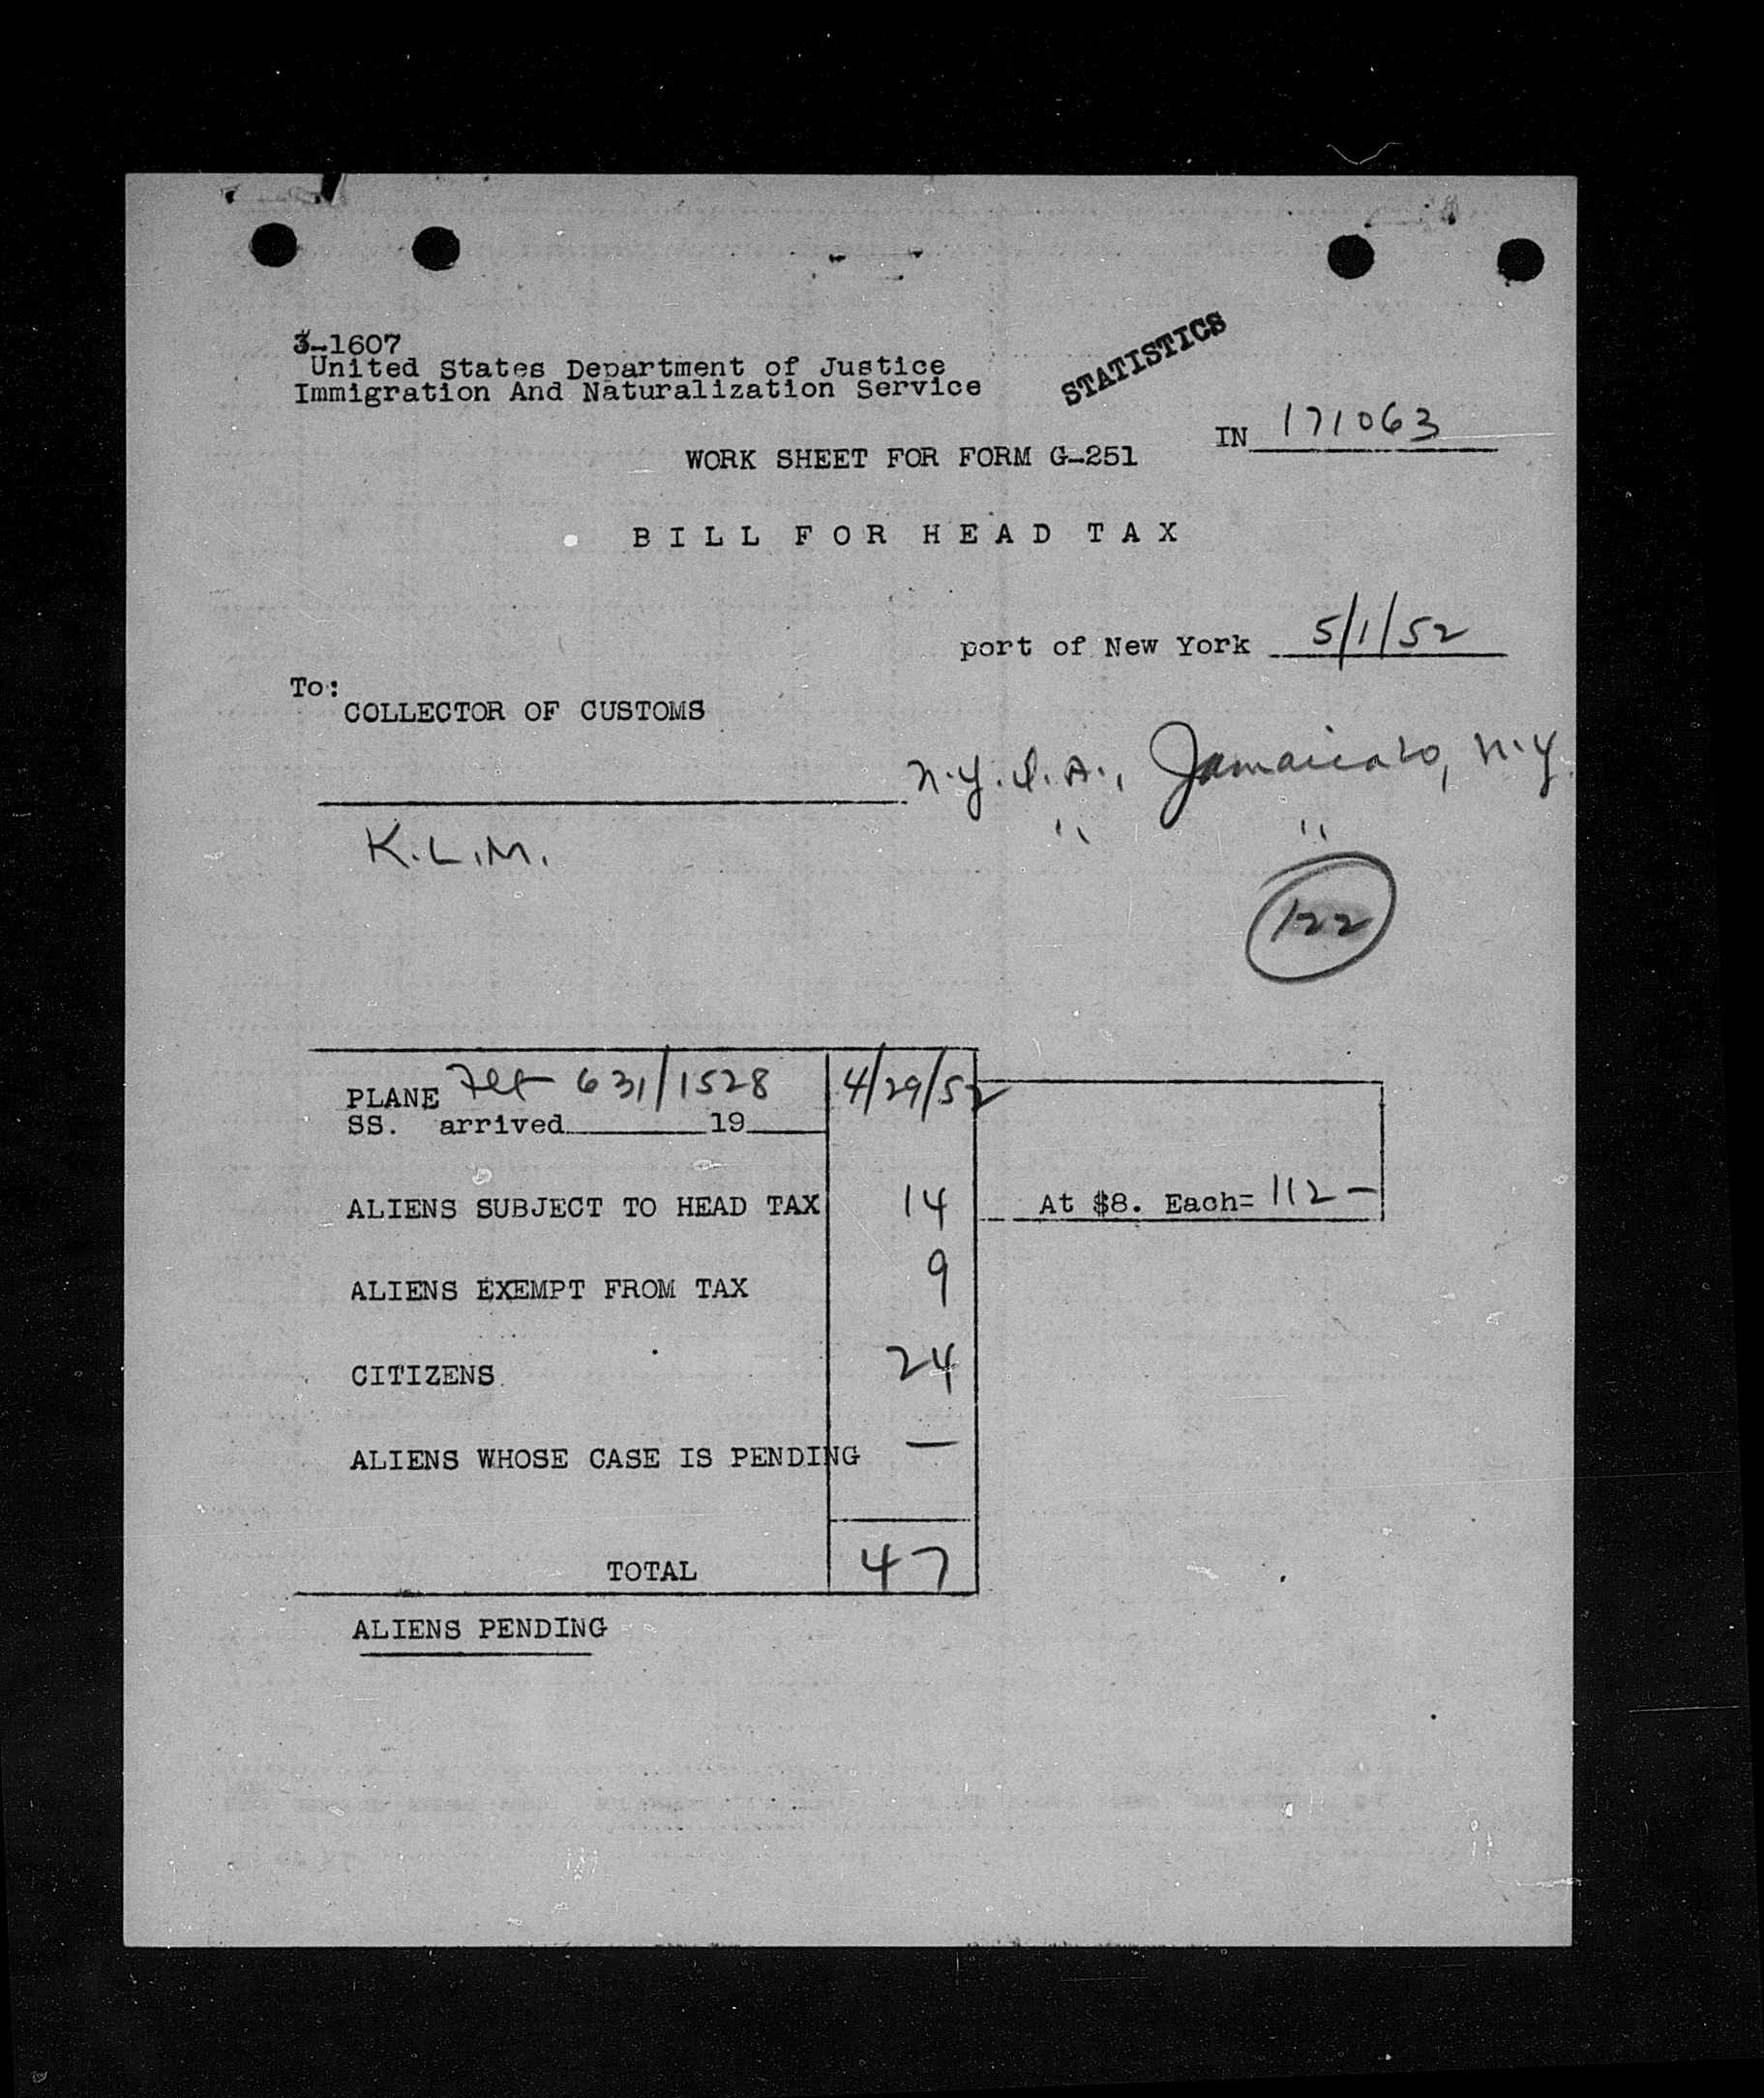 3-1607
United States Department of Justice
Immigration And Naturalization Service
STATISTICS
IN 171063
WORK SHEET FOR FORM G-251
BILL FOR HEAD TAX
port of New York 5/1/52
To:
COLLECTOR OF CUSTOMS
N.Y.I.A., Jamaica 20, N.Y.
K.L.M. " "
122
PLANE Flt 631/1528 4/29/52
SS. arrived 19
ALIENS SUBJECT TO HEAD TAX 14 At $8. Each= 112 —
ALIENS EXEMPT FROM TAX 9
CITIZENS 24
ALIENS WHOSE CASE IS PENDING —
TOTAL 47
ALIENS PENDING